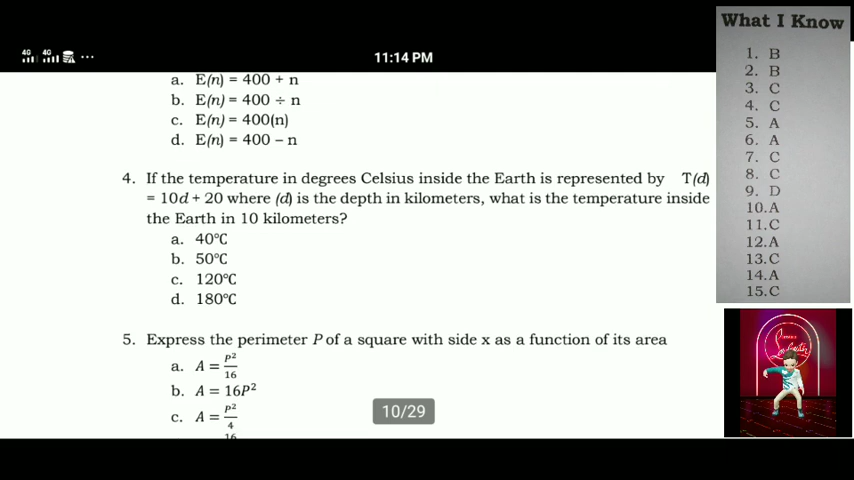 4G 4G ...
11:14 PM
a. E(n) = 400 + n
b. E(n) = 400 ÷ n
c. E(n) = 400(n)
d. E(n) = 400 – n
4. If the temperature in degrees Celsius inside the Earth is represented by T(d)
= 10d + 20 where (d) is the depth in kilometers, what is the temperature inside
the Earth in 10 kilometers?
a. 40°C
b. 50°C
c. 120°C
d. 180°C
5. Express the perimeter P of a square with side x as a function of its area
a. A = P²/16
b. A = 16P²
c. A = P²/4
16
10/29
What I Know
1. B
2. B
3. C
4. C
5. A
6. A
7. C
8. C
9. D
10.A
11.C
12.A
13.C
14.A
15.C